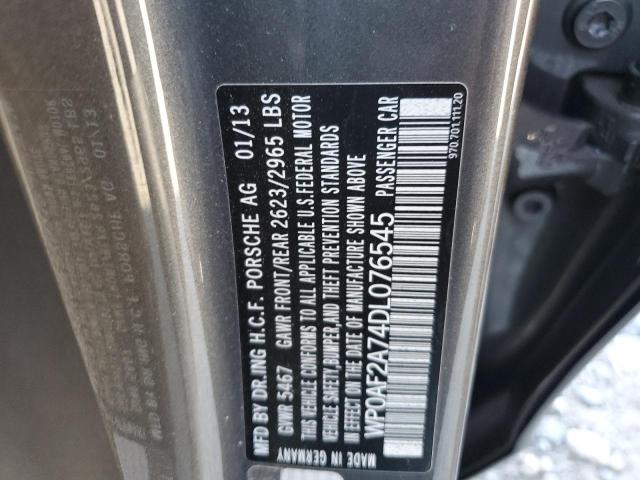 MFD BY DR.ING H.C.F. PORSCHE AG 01/13
GVWR 5467 GAWR FRONT/REAR 2623/2965 LBS
THIS VEHICLE CONFORMS TO ALL APPLICABLE U.S.FEDERAL MOTOR
VEHICLE SAFETY,BUMPER,AND THEFT PREVENTION STANDARDS
IN EFFECT ON THE DATE OF MANUFACTURE SHOWN ABOVE
WP0AF2A74DL076545 PASSENGER CAR
MADE IN GERMANY
970.701.111.20